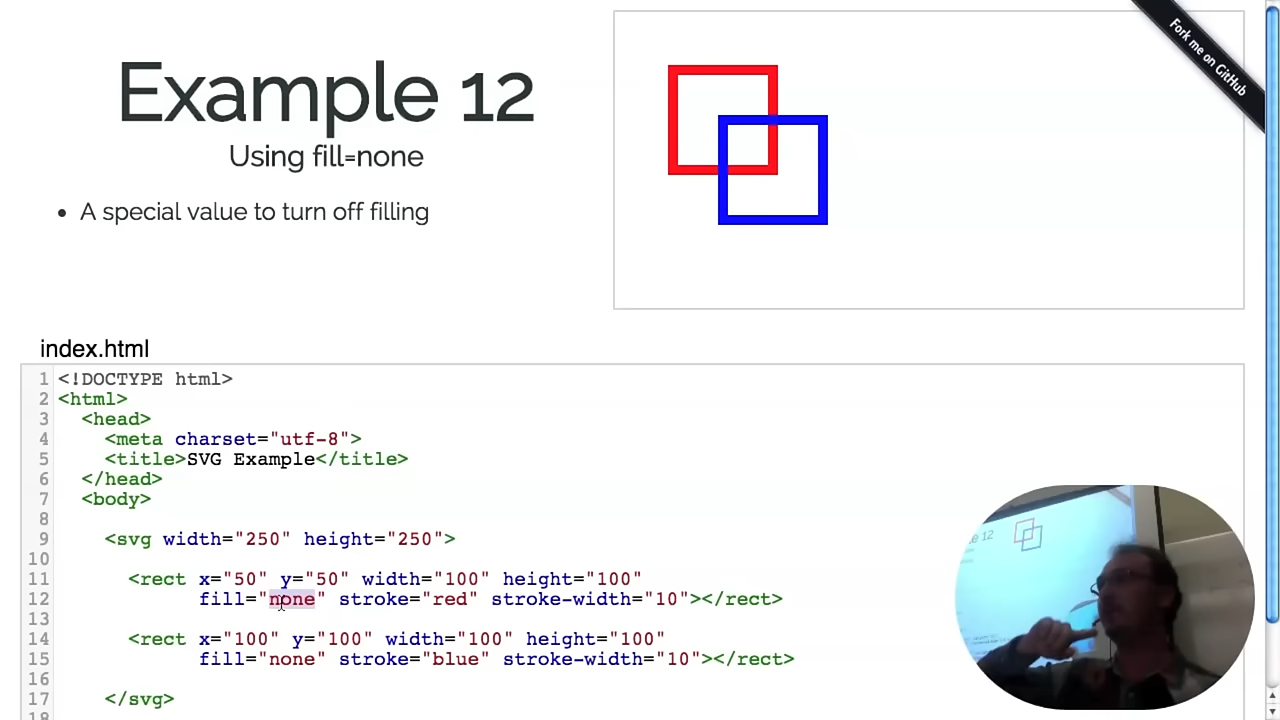 Example 12
Using fill=none
• A special value to turn off filling
Fork me on GitHub
index.html
1 <!DOCTYPE html>
2 <html>
3   <head>
4     <meta charset="utf-8">
5     <title>SVG Example</title>
6   </head>
7   <body>
8
9     <svg width="250" height="250">
10
11       <rect x="50" y="50" width="100" height="100"
12             fill="none" stroke="red" stroke-width="10"></rect>
13
14       <rect x="100" y="100" width="100" height="100"
15             fill="none" stroke="blue" stroke-width="10"></rect>
16
17     </svg>
18
12